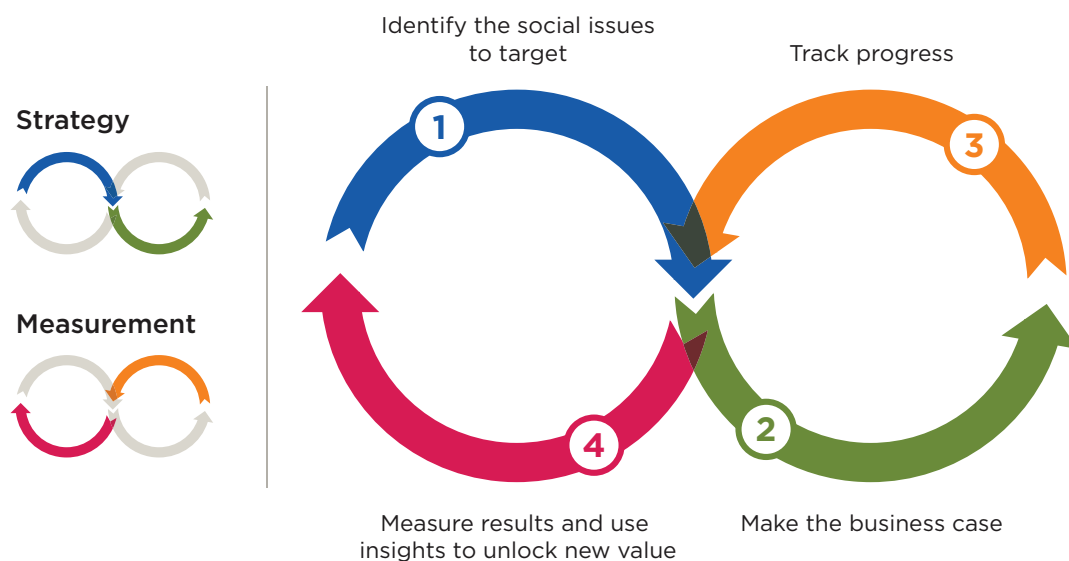 Strategy
Measurement
Identify the social issues
to target
Track progress
1
3
4
2
Measure results and use
insights to unlock new value
Make the business case